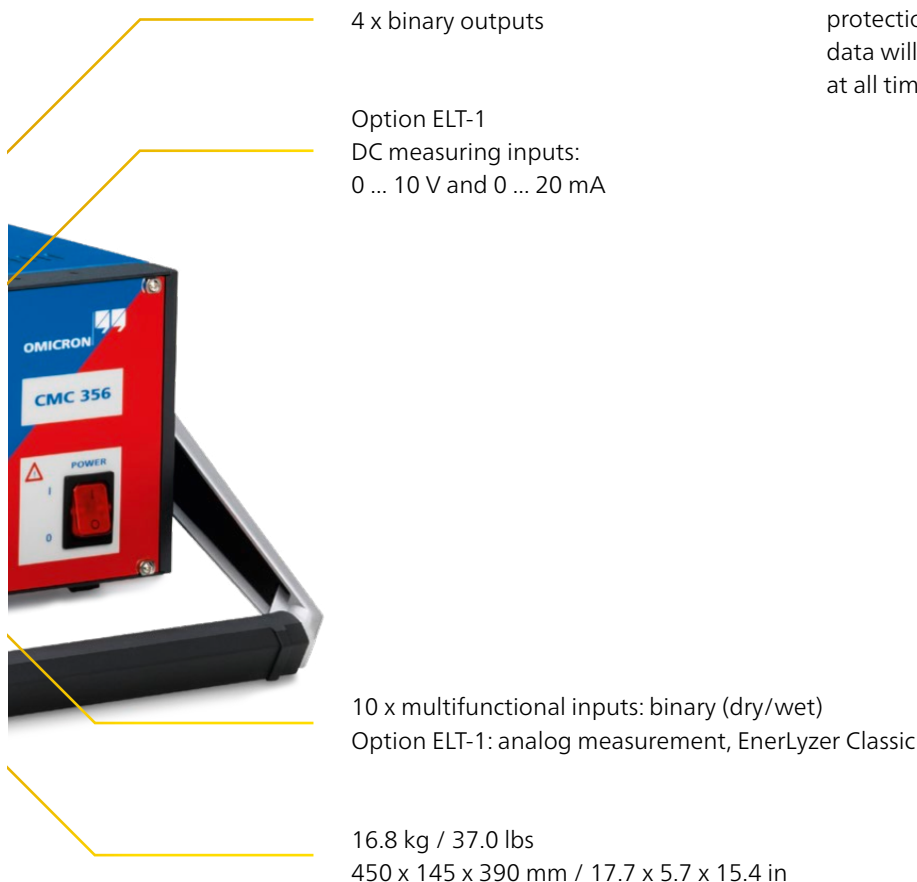 4 x binary outputs
Option ELT-1
DC measuring inputs:
0 ... 10 V and 0 ... 20 mA
data will
at all tim
OMICRON
CMC 356
POWER
I
0
10 x multifunctional inputs: binary (dry/wet)
Option ELT-1: analog measurement, EnerLyzer Classic
16.8 kg / 37.0 lbs
450 x 145 x 390 mm / 17.7 x 5.7 x 15.4 in